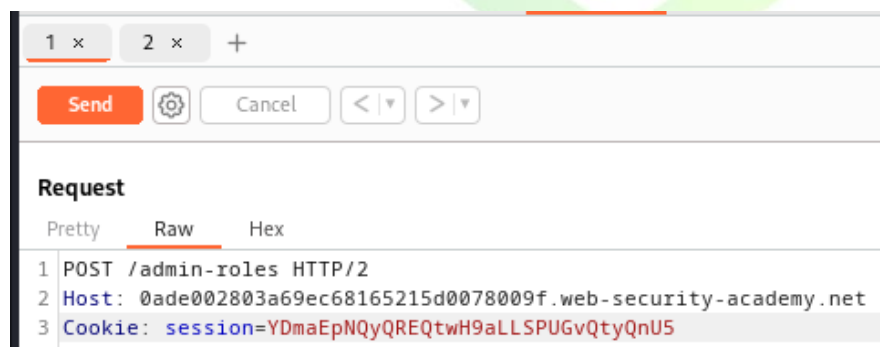 1 × 2 × +
Send Cancel < >
Request
Pretty Raw Hex
1 POST /admin-roles HTTP/2
2 Host: 0ade002803a69ec68165215d0078009f.web-security-academy.net
3 Cookie: session=YDmaEpNQyQREQtwH9aLLSPUGvQtyQnU5